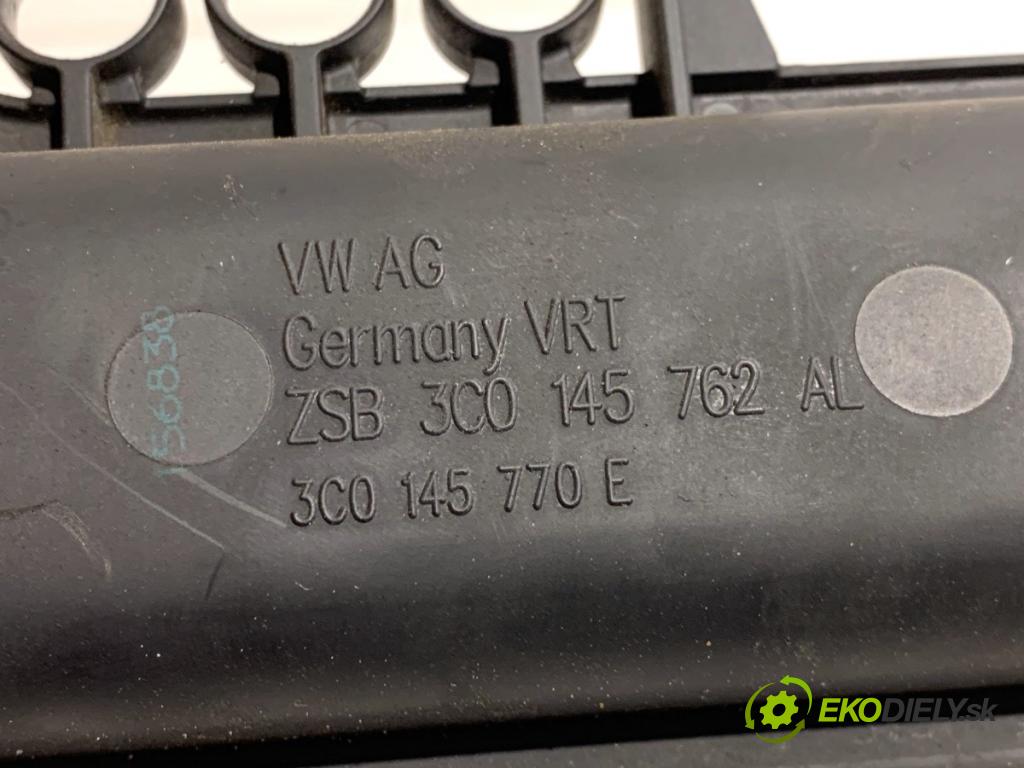 VW AG
Germany VRT
ZSB 3C0 145 762 AL
3C0 145 770 E
156838
EKODIELY.sk